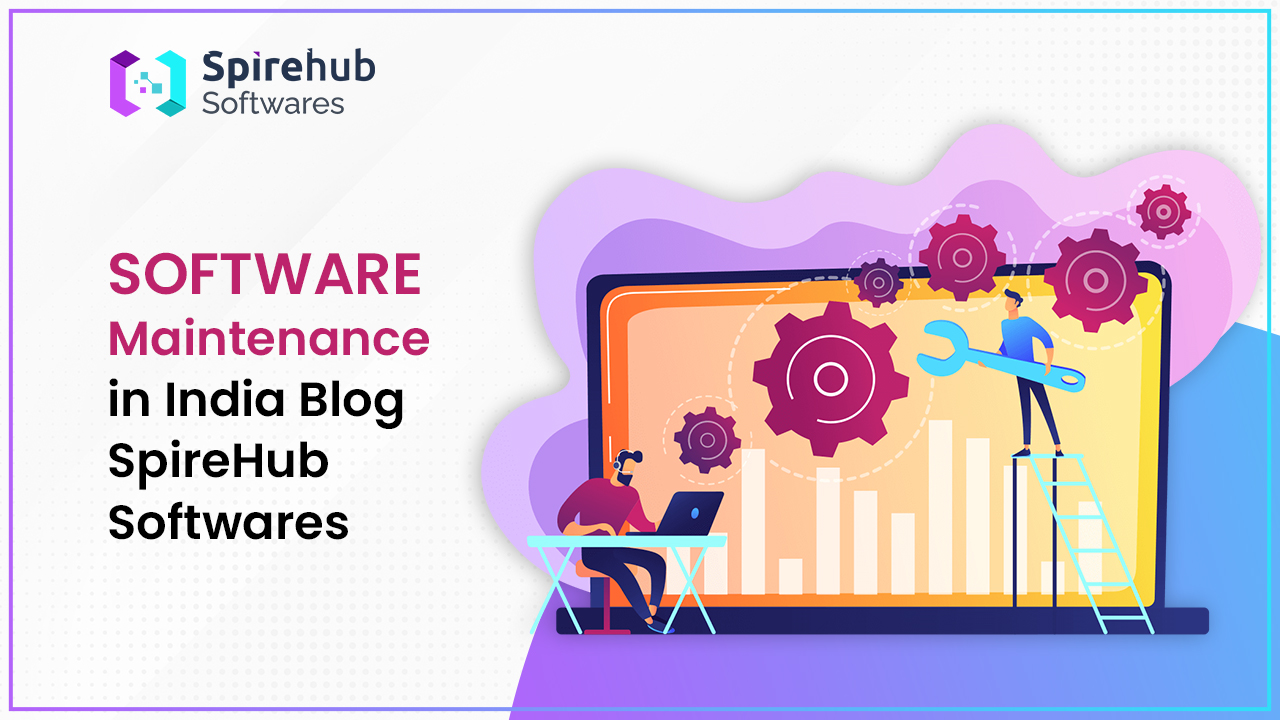 Spirehub
Softwares
SOFTWARE
Maintenance
in India Blog
SpireHub
Softwares